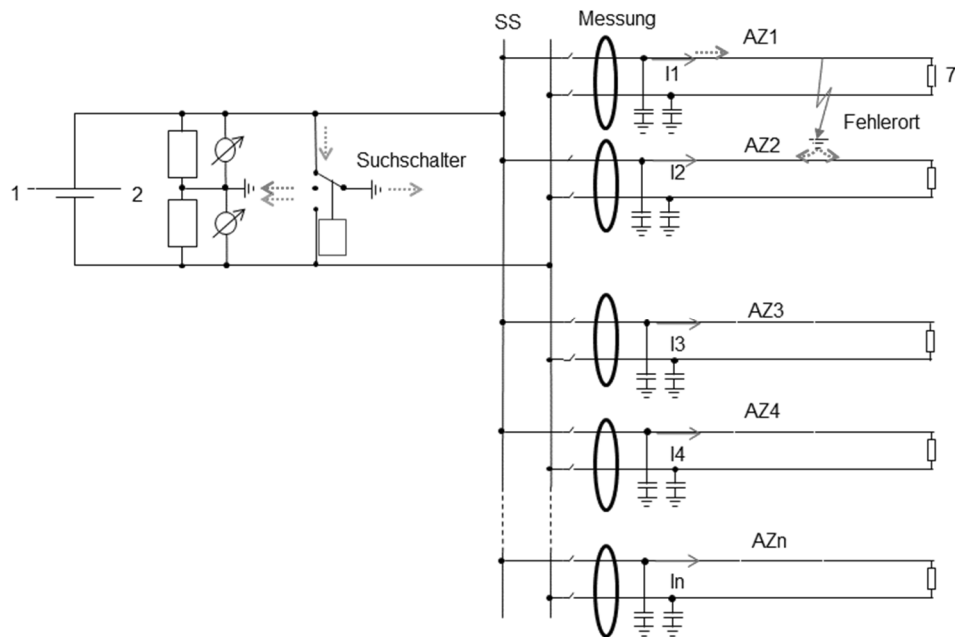 SS
Messung
AZ1
I1
7
Fehlerort
AZ2
I2
Suchschalter
1
2
AZ3
I3
AZ4
I4
AZn
In